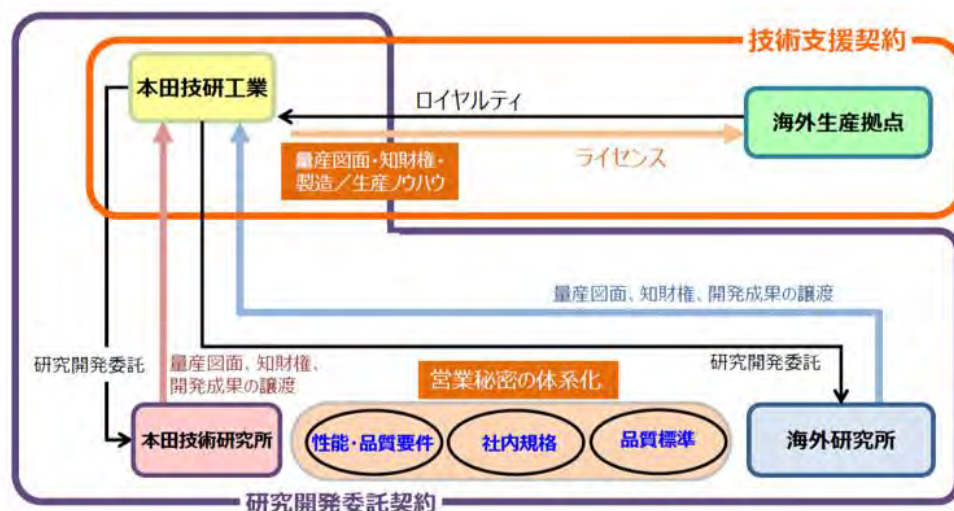 技術支援契約
本田技研工業
ロイヤルティ
海外生産拠点
量産図面・知財権・
製造／生産ノウハウ
ライセンス
量産図面、知財権、開発成果の譲渡
研究開発委託
量産図面、知財権、
開発成果の譲渡
営業秘密の体系化
研究開発委託
本田技術研究所
性能・品質要件
社内規格
品質標準
海外研究所
研究開発委託契約